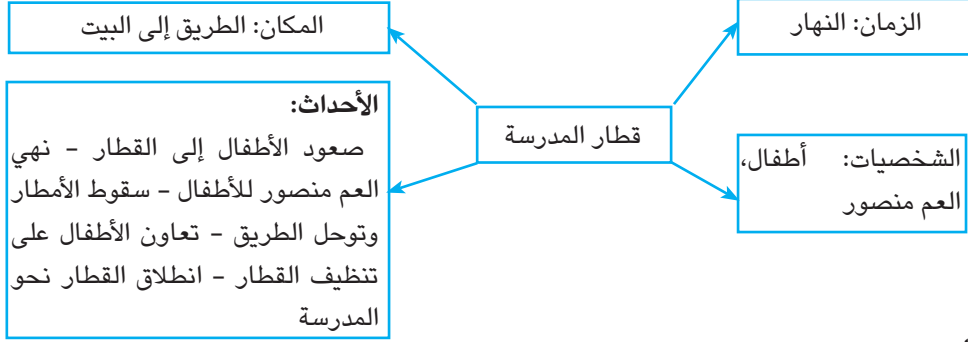 الزمان: النهار
المكان: الطريق إلى البيت
قطار المدرسة
الشخصيات: أطفال،
العم منصور
الأحداث:
صعود الأطفال إلى القطار – نهي
العم منصور للأطفال – سقوط الأمطار
وتوحل الطريق – تعاون الأطفال على
تنظيف القطار – انطلاق القطار نحو
المدرسة